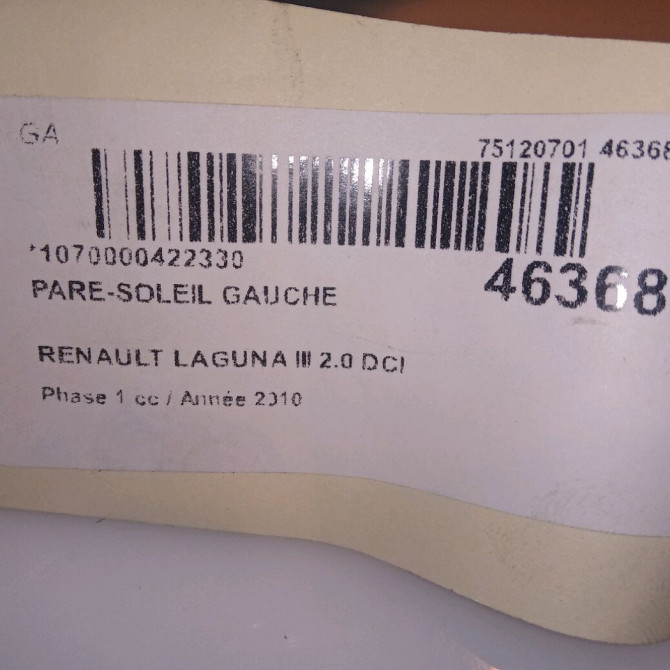 GA
75120701 46368
*1070000422330
46368
PARE-SOLEIL GAUCHE
RENAULT LAGUNA III 2.0 DCI
Phase 1 cc / Année 2010